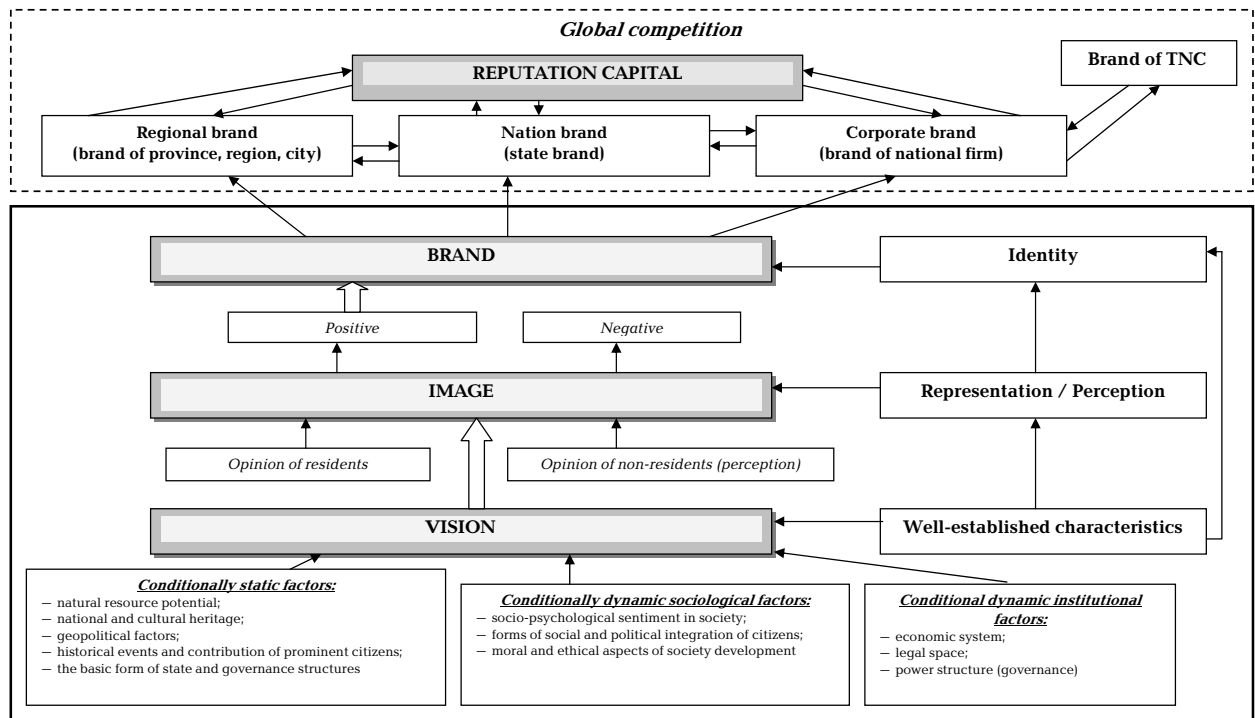 Global competition
REPUTATION CAPITAL
Brand of TNC
Regional brand
(brand of province, region, city)
Nation brand
(state brand)
Corporate brand
(brand of national firm)
BRAND
Identity
Positive
Negative
IMAGE
Representation / Perception
Opinion of residents
Opinion of non-residents (perception)
VISION
Well-established characteristics
Conditionally static factors:
— natural resource potential;
— national and cultural heritage;
— geopolitical factors;
— historical events and contribution of prominent citizens;
— the basic form of state and governance structures
Conditionally dynamic sociological factors:
— socio-psychological sentiment in society;
— forms of social and political integration of citizens;
— moral and ethical aspects of society development
Conditional dynamic institutional
factors:
— economic system;
— legal space;
— power structure (governance)